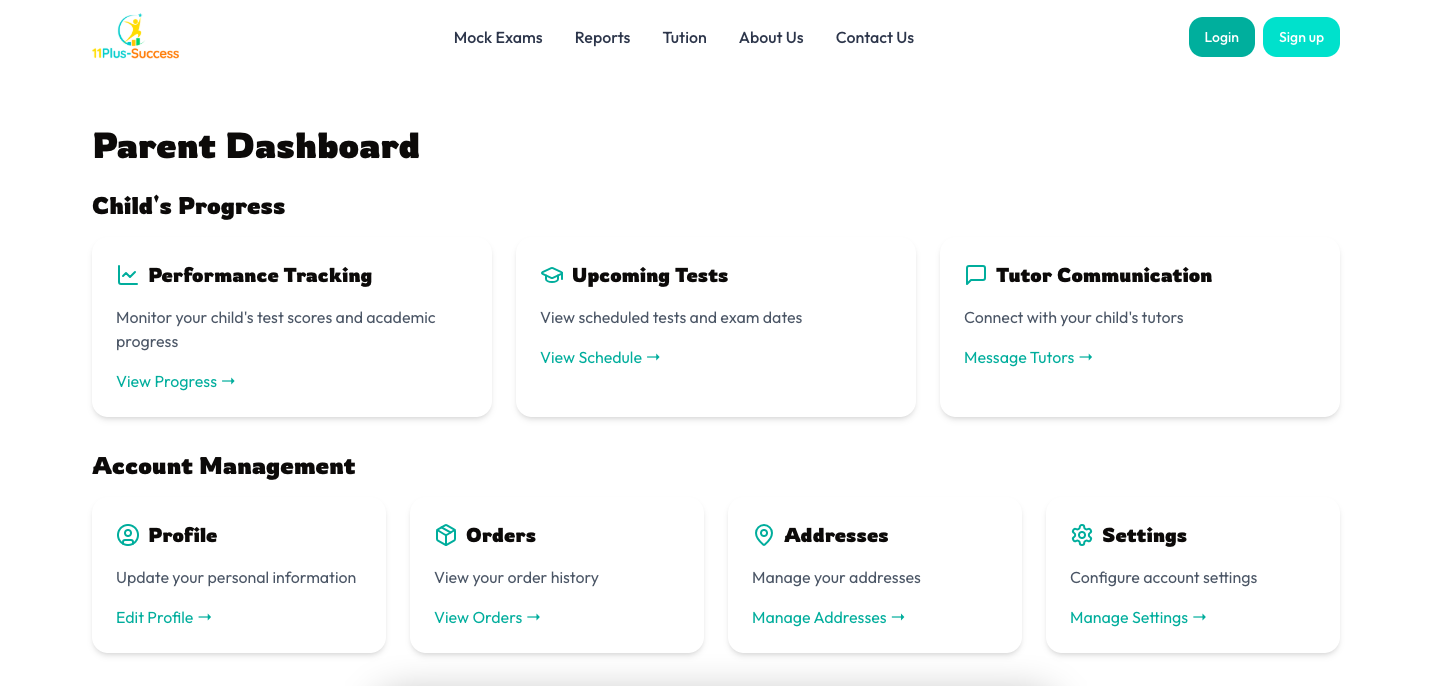 11Plus-Success
Mock Exams
Reports
Tution
About Us
Contact Us
Login
Sign up
Parent Dashboard
Child's Progress
Performance Tracking
Monitor your child's test scores and academic
progress
View Progress →
Upcoming Tests
View scheduled tests and exam dates
View Schedule →
Tutor Communication
Connect with your child's tutors
Message Tutors →
Account Management
Profile
Update your personal information
Edit Profile →
Orders
View your order history
View Orders →
Addresses
Manage your addresses
Manage Addresses →
Settings
Configure account settings
Manage Settings →